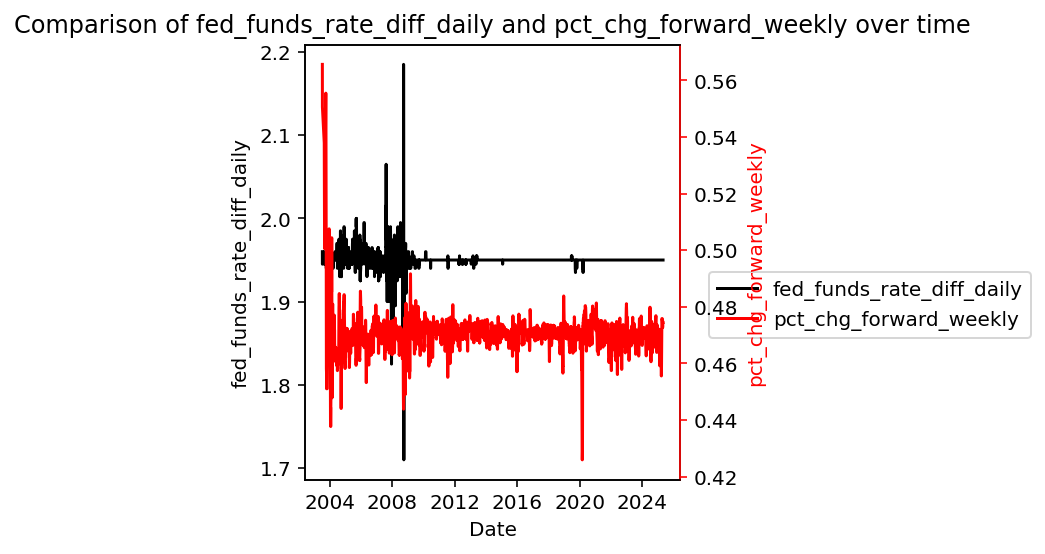 Comparison of fed_funds_rate_diff_daily and pct_chg_forward_weekly over time
2.2
2.1
2.0
1.9
1.8
1.7
fed_funds_rate_diff_daily
0.56
0.54
0.52
0.50
0.48
0.46
0.44
0.42
pct_chg_forward_weekly
fed_funds_rate_diff_daily
pct_chg_forward_weekly
2004 2008 2012 2016 2020 2024
Date